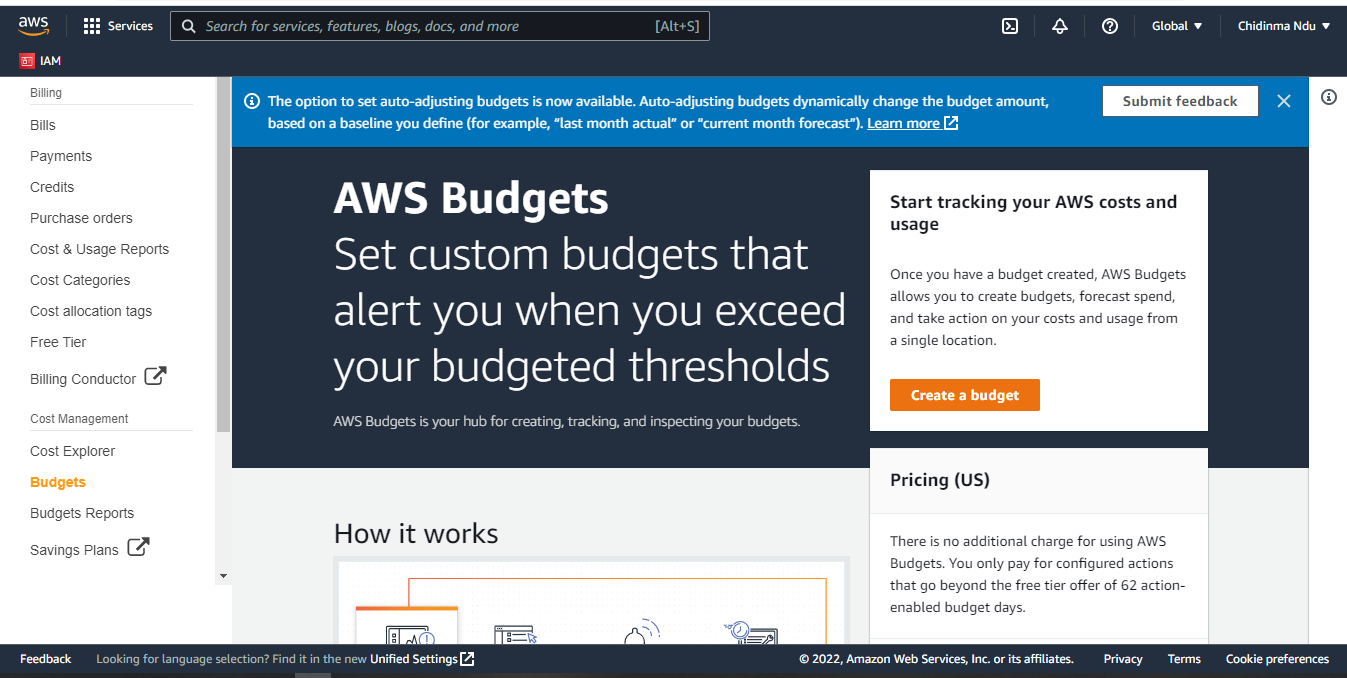 aws
Services
Search for services, features, blogs, docs, and more
[Alt+S]
Global
Chidinma Ndu
IAM
Billing
Bills
Payments
Credits
Purchase orders
Cost & Usage Reports
Cost Categories
Cost allocation tags
Free Tier
Billing Conductor
Cost Management
Cost Explorer
Budgets
Budgets Reports
Savings Plans
The option to set auto-adjusting budgets is now available. Auto-adjusting budgets dynamically change the budget amount,
based on a baseline you define (for example, “last month actual” or “current month forecast”). Learn more
Submit feedback
AWS Budgets
Set custom budgets that
alert you when you exceed
your budgeted thresholds
AWS Budgets is your hub for creating, tracking, and inspecting your budgets.
Start tracking your AWS costs and
usage
Once you have a budget created, AWS Budgets
allows you to create budgets, forecast spend,
and take action on your costs and usage from
a single location.
Create a budget
Pricing (US)
There is no additional charge for using AWS
Budgets. You only pay for configured actions
that go beyond the free tier offer of 62 action-
enabled budget days.
How it works
Feedback
Looking for language selection? Find it in the new Unified Settings
© 2022, Amazon Web Services, Inc. or its affiliates.
Privacy
Terms
Cookie preferences